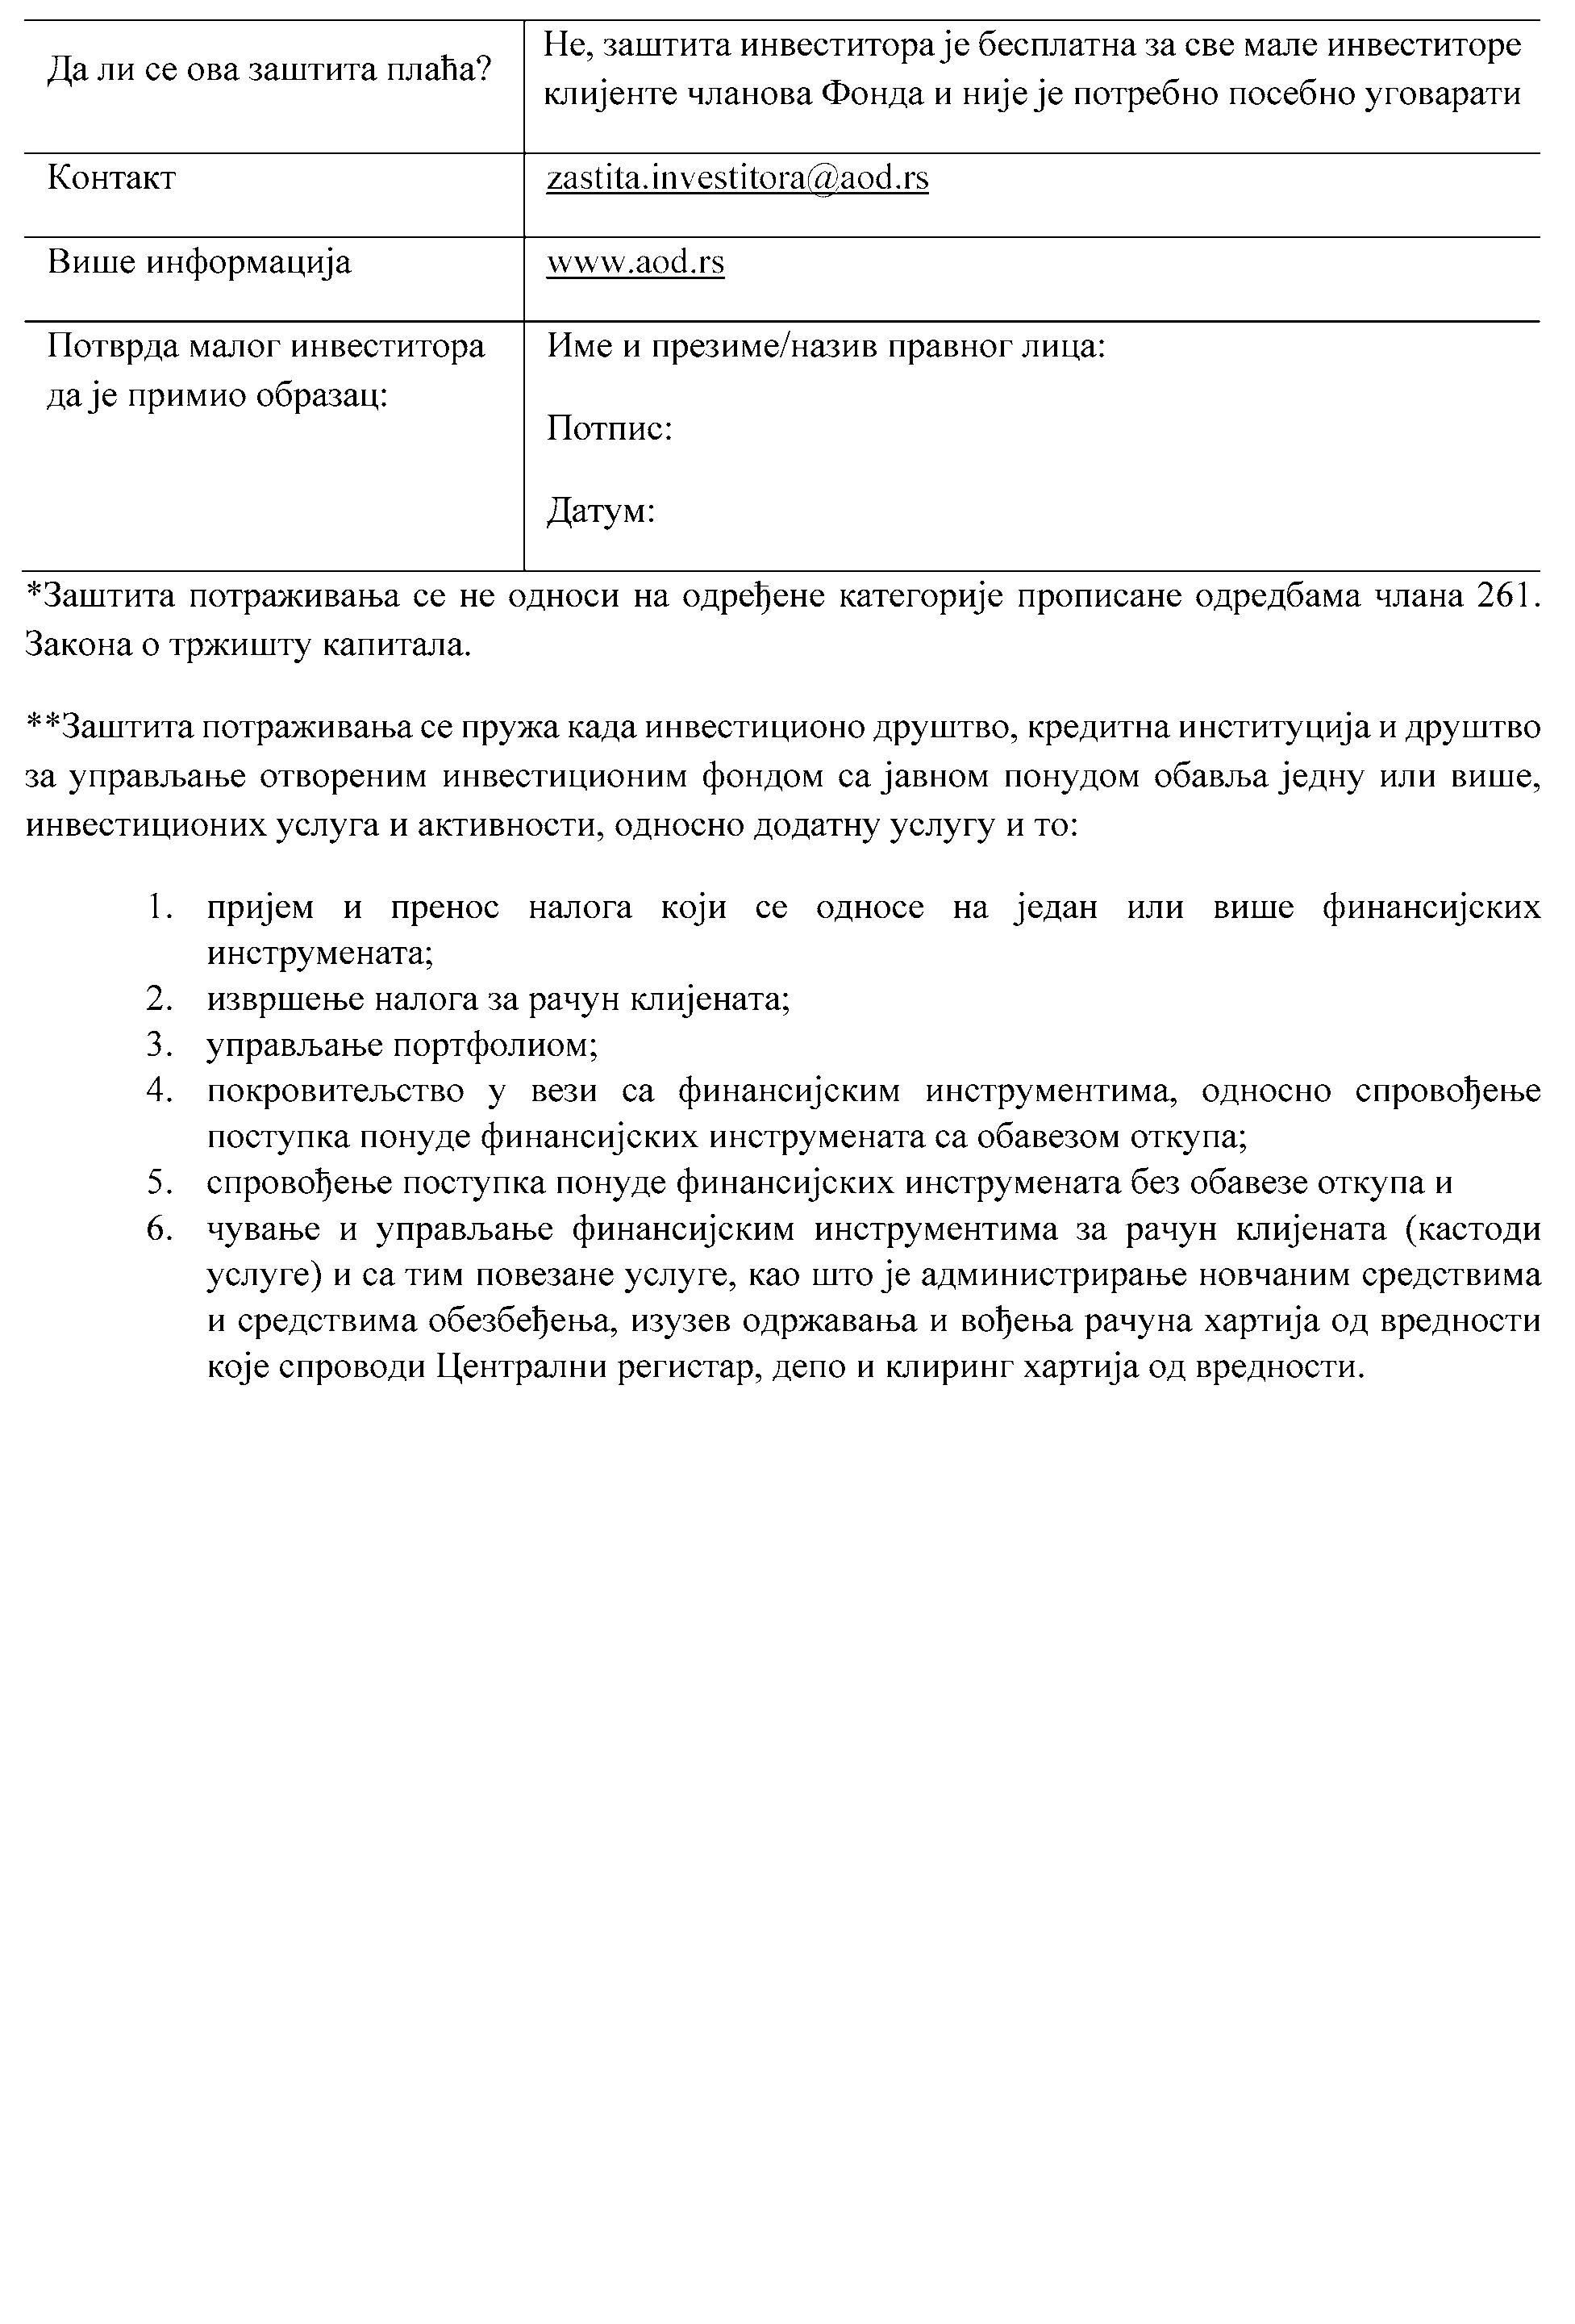 Да ли се ова заштита плаћа?
Не, заштита инвеститора је бесплатна за све мале инвеститоре
клијенте чланова Фонда и није је потребно посебно уговарати
Контакт
zastita.investitora@aod.rs
Више информација
www.aod.rs
Потврда малог инвеститора
да је примио образац:
Име и презиме/назив правног лица:
Потпис:
Датум:
*Заштита потраживања се не односи на одређене категорије прописане одредбама члана 261.
Закона о тржишту капитала.
**Заштита потраживања се пружа када инвестиционо друштво, кредитна институција и друштво
за управљање отвореним инвестиционим фондом са јавном понудом обавља једну или више,
инвестиционих услуга и активности, односно додатну услугу и то:
1. пријем и пренос налога који се односе на један или више финансијских
инструмената;
2. извршење налога за рачун клијената;
3. управљање портфолиом;
4. покровитељство у вези са финансијским инструментима, односно спровођење
поступка понуде финансијских инструмената са обавезом откупа;
5. спровођење поступка понуде финансијских инструмената без обавезе откупа и
6. чување и управљање финансијским инструментима за рачун клијената (кастоди
услуге) и са тим повезане услуге, као што је администрирање новчаним средствима
и средствима обезбеђења, изузев одржавања и вођења рачуна хартија од вредности
које спроводи Централни регистар, депо и клиринг хартија од вредности.